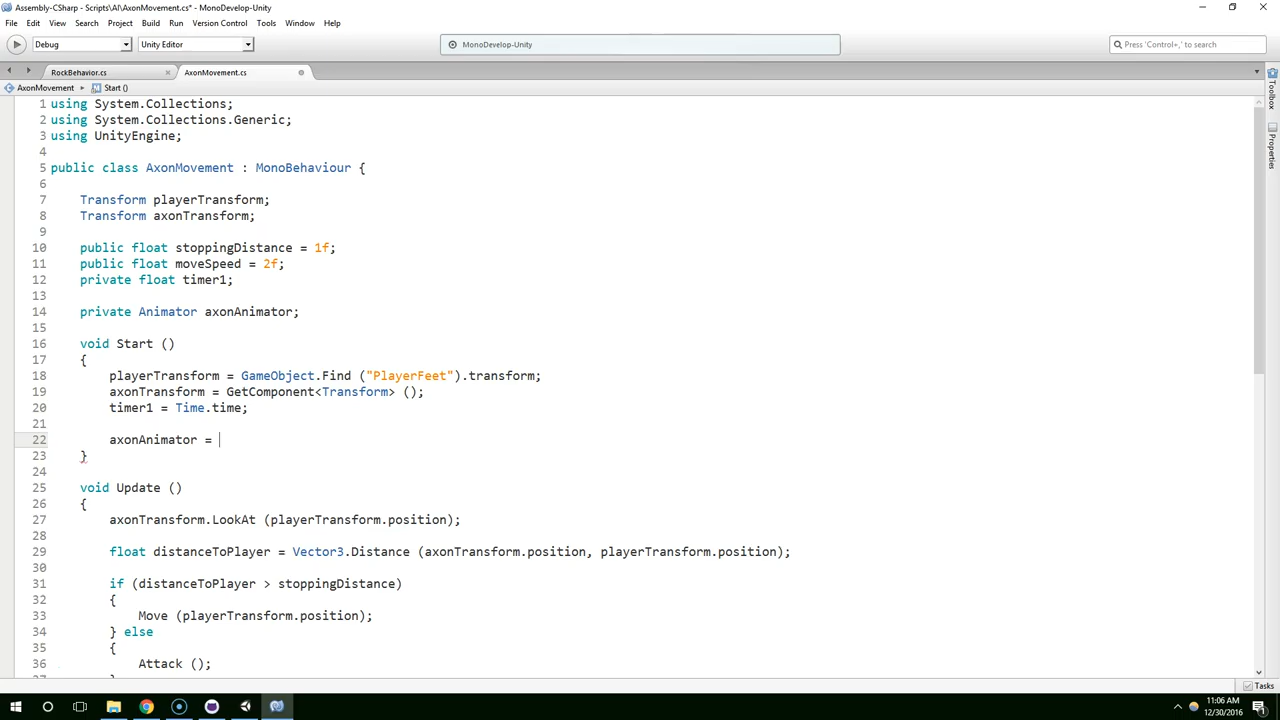 Assembly-CSharp - Scripts\AI\AxonMovement.cs* - MonoDevelop-Unity
File Edit View Search Project Build Run Version Control Tools Window Help
Debug Unity Editor MonoDevelop-Unity Press 'Control+,' to search
RockBehavior.cs AxonMovement.cs
AxonMovement Start ()
Toolbox
Properties
1 using System.Collections;
2 using System.Collections.Generic;
3 using UnityEngine;
4
5 public class AxonMovement : MonoBehaviour {
6
7 Transform playerTransform;
8 Transform axonTransform;
9
10 public float stoppingDistance = 1f;
11 public float moveSpeed = 2f;
12 private float timer1;
13
14 private Animator axonAnimator;
15
16 void Start ()
17 {
18 playerTransform = GameObject.Find ("PlayerFeet").transform;
19 axonTransform = GetComponent<Transform> ();
20 timer1 = Time.time;
21
22 axonAnimator =
23 }
24
25 void Update ()
26 {
27 axonTransform.LookAt (playerTransform.position);
28
29 float distanceToPlayer = Vector3.Distance (axonTransform.position, playerTransform.position);
30
31 if (distanceToPlayer > stoppingDistance)
32 {
33 Move (playerTransform.position);
34 } else
35 {
36 Attack ();
Tasks
11:06 AM
12/30/2016